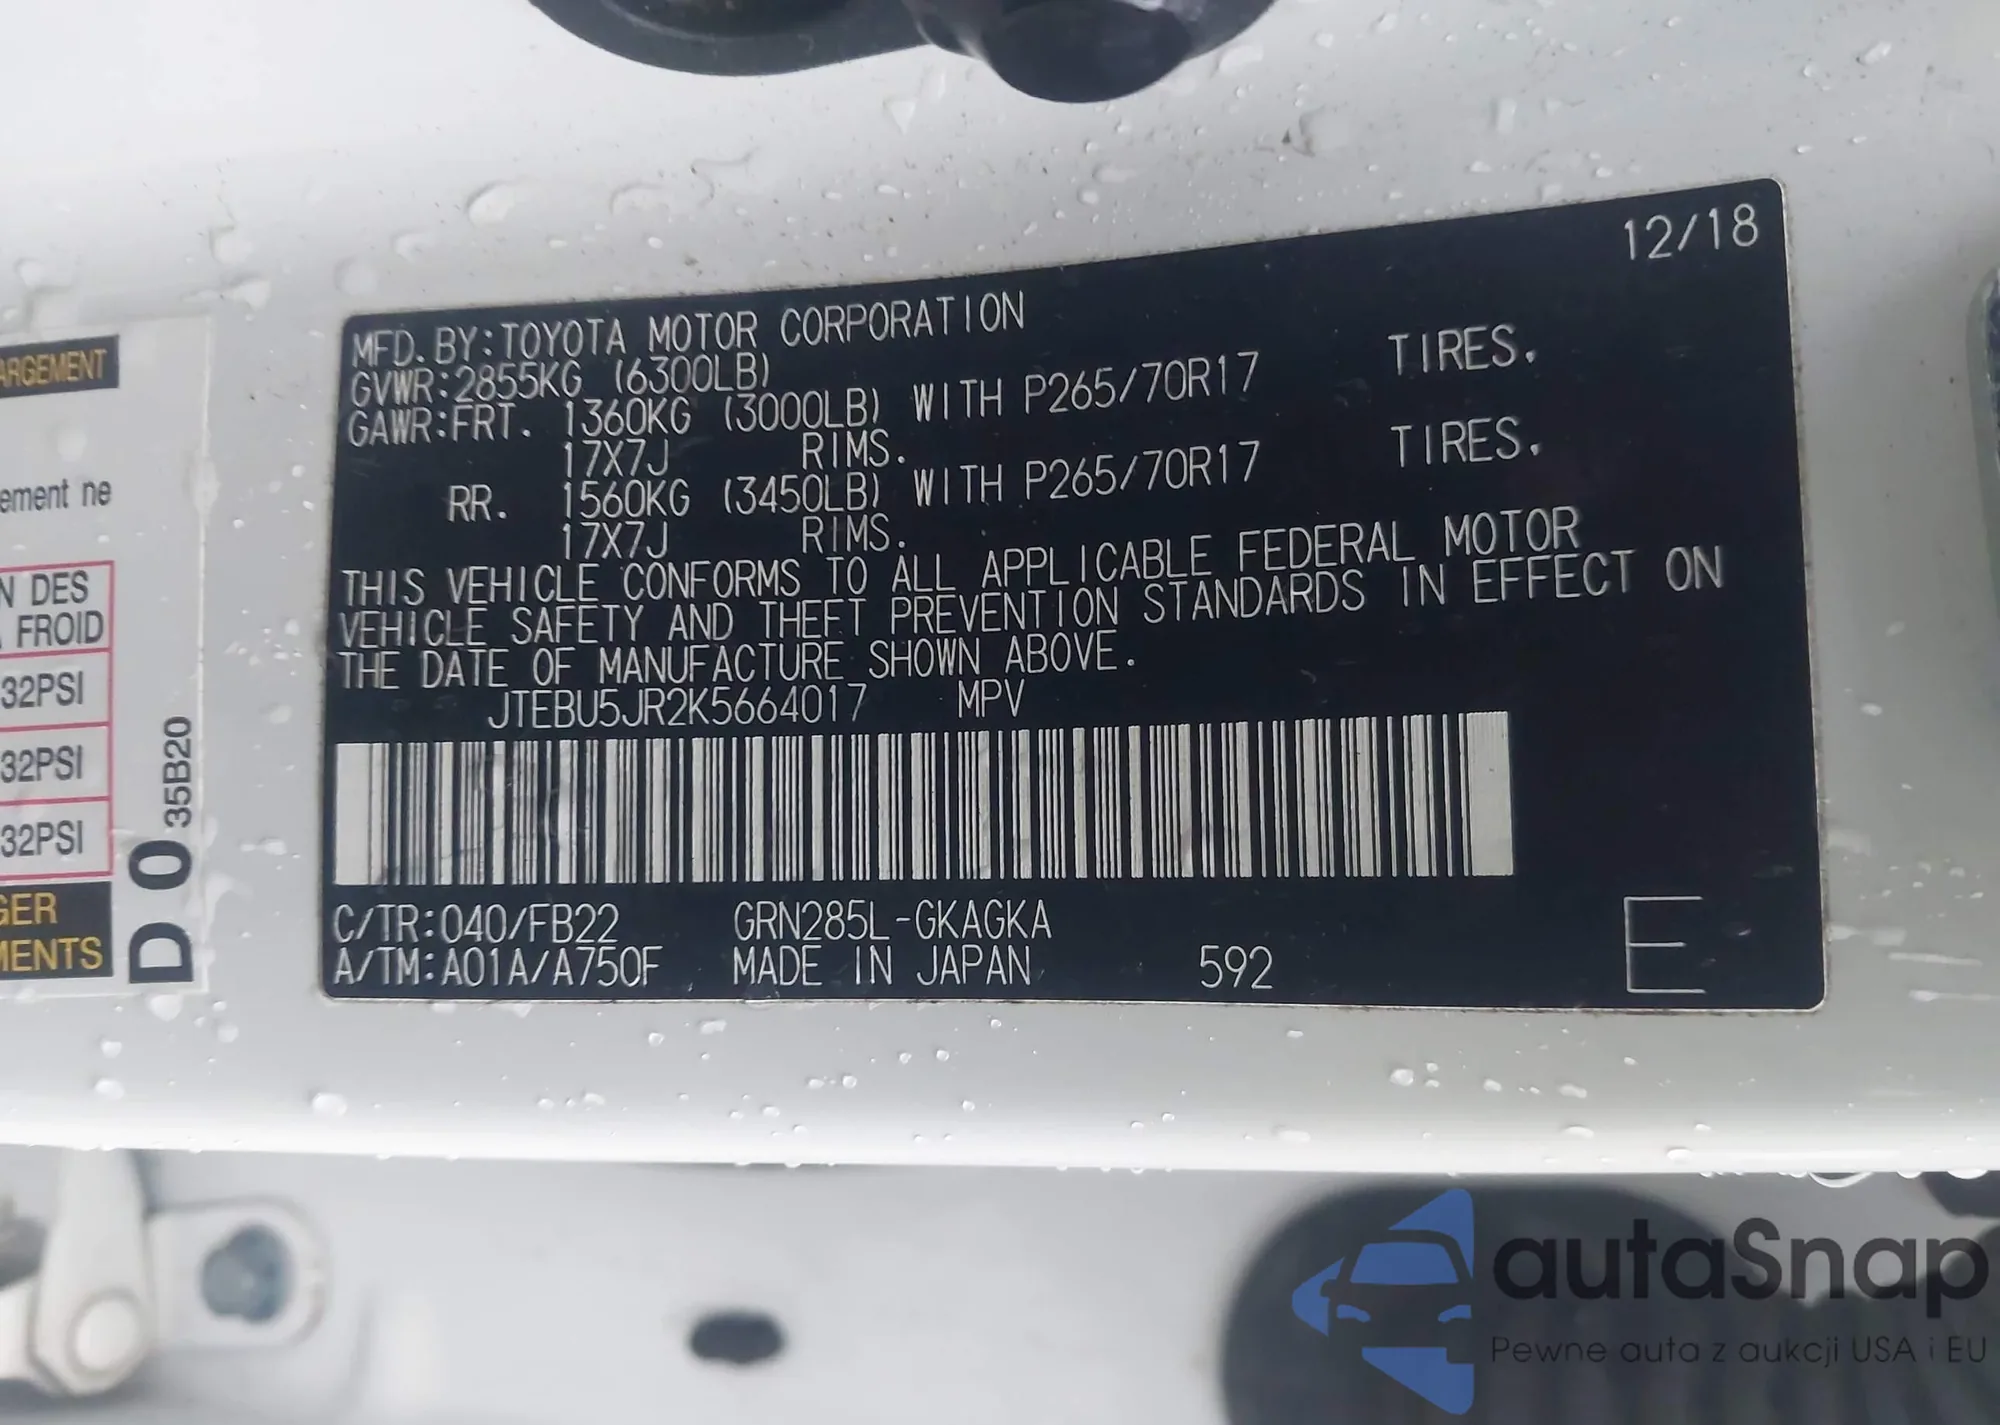 12/18
MFD.BY:TOYOTA MOTOR CORPORATION
GVWR:2855KG (6300LB)
GAWR:FRT. 1360KG (3000LB) WITH P265/70R17 TIRES.
17X7J RIMS.
RR. 1560KG (3450LB) WITH P265/70R17 TIRES.
17X7J RIMS.
THIS VEHICLE CONFORMS TO ALL APPLICABLE FEDERAL MOTOR
VEHICLE SAFETY AND THEFT PREVENTION STANDARDS IN EFFECT ON
THE DATE OF MANUFACTURE SHOWN ABOVE.
JTEBU5JR2K5664017 MPV
C/TR:040/FB22 GRN285L-GKAGKA
A/TM:A01A/A750F MADE IN JAPAN 592
E
ARGEMENT
ement ne
N DES
FROID
32PSI
32PSI
32PSI
GER
MENTS
D O
35B20
autaSnap
Pewne auta z aukcji USA i EU